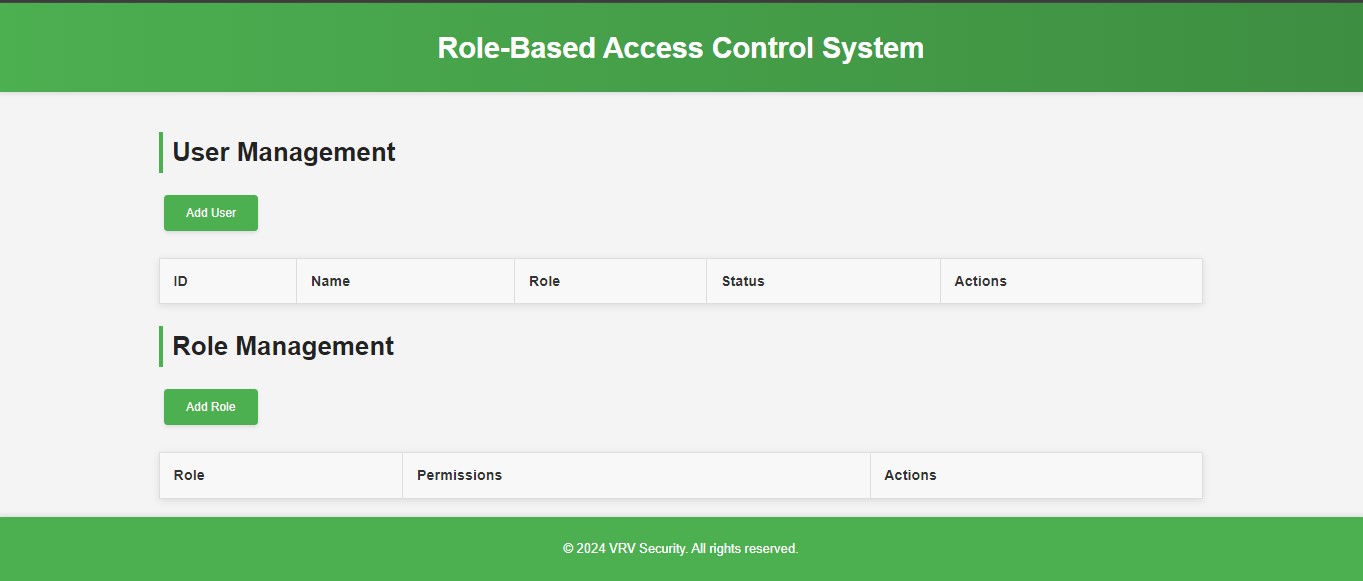 Role-Based Access Control System
User Management
Add User
ID Name Role Status Actions
Role Management
Add Role
Role Permissions Actions
© 2024 VRV Security. All rights reserved.